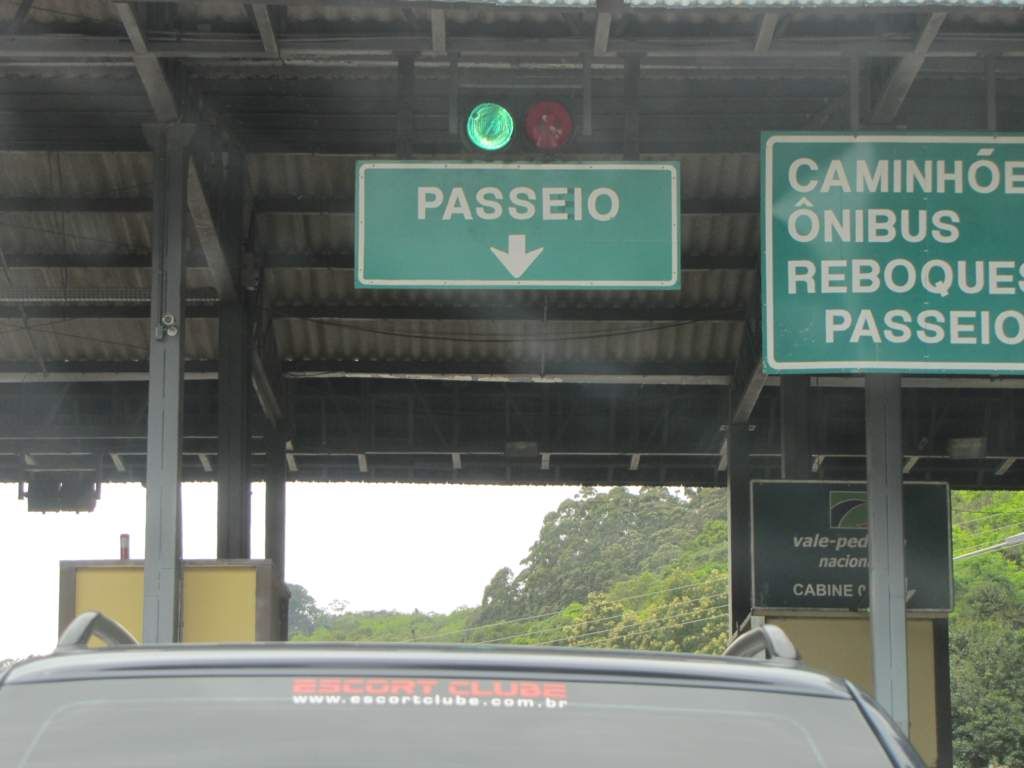 PASSEIO
CAMINHÕE
ÔNIBUS
REBOQUES
PASSEIO
vale-ped
nacion
CABINE
ESCORT CLUBE
www.escortclube.com.br